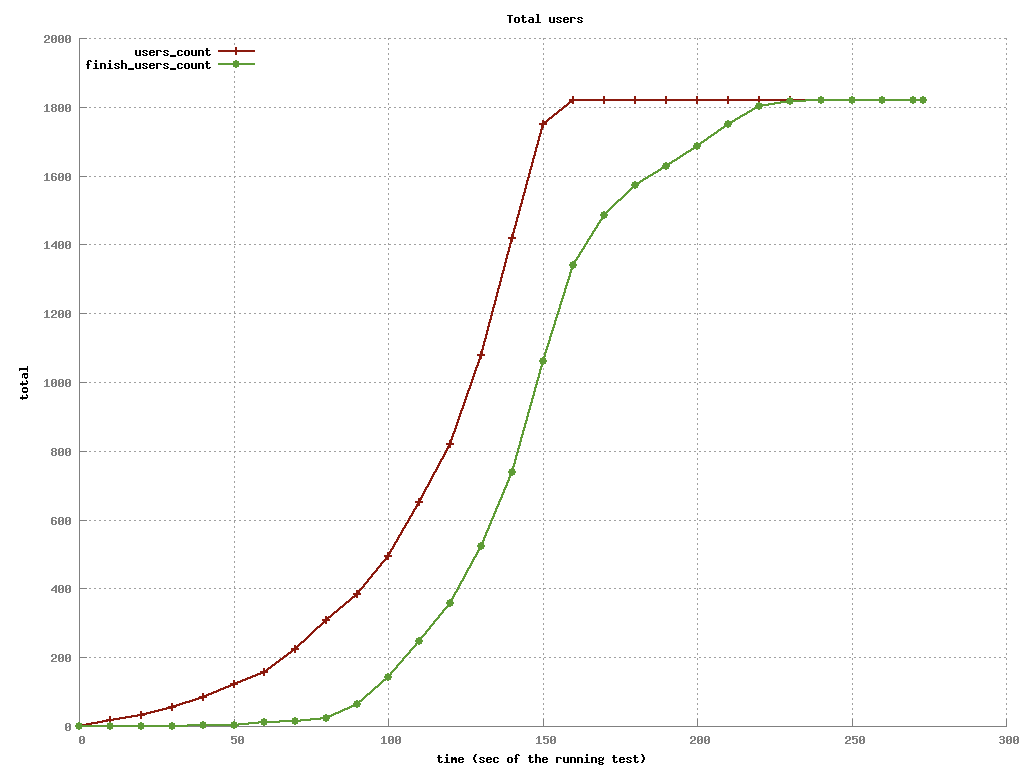 Total users
users_count
finish_users_count
2000
1800
1600
1400
1200
1000
800
600
400
200
0
total
0 50 100 150 200 250 300
time (sec of the running test)